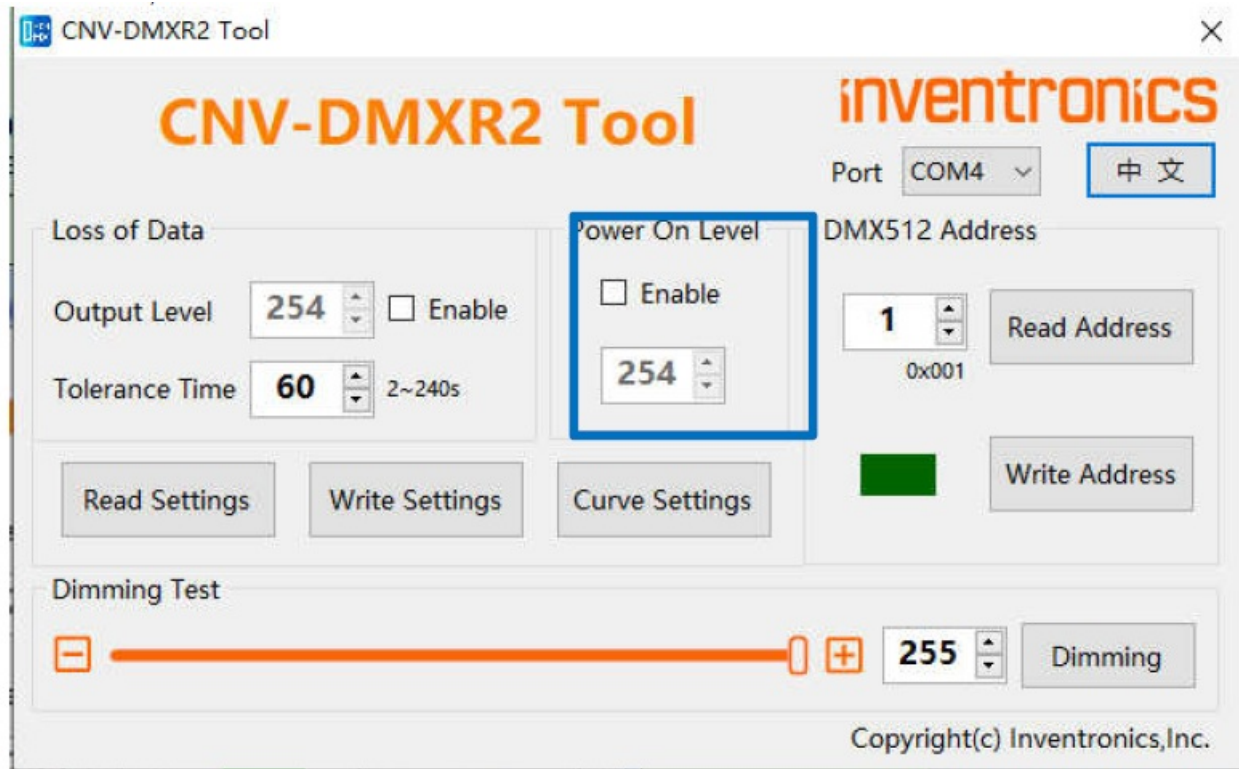 CNV-DMXR2 Tool
CNV-DMXR2 Tool
inventronics
Port COM4
中 文
Loss of Data
Output Level 254 Enable
Tolerance Time 60 2~240s
Power On Level
Enable
254
DMX512 Address
1
0x001
Read Address
Write Address
Read Settings
Write Settings
Curve Settings
Dimming Test
255
Dimming
Copyright(c) Inventronics,Inc.